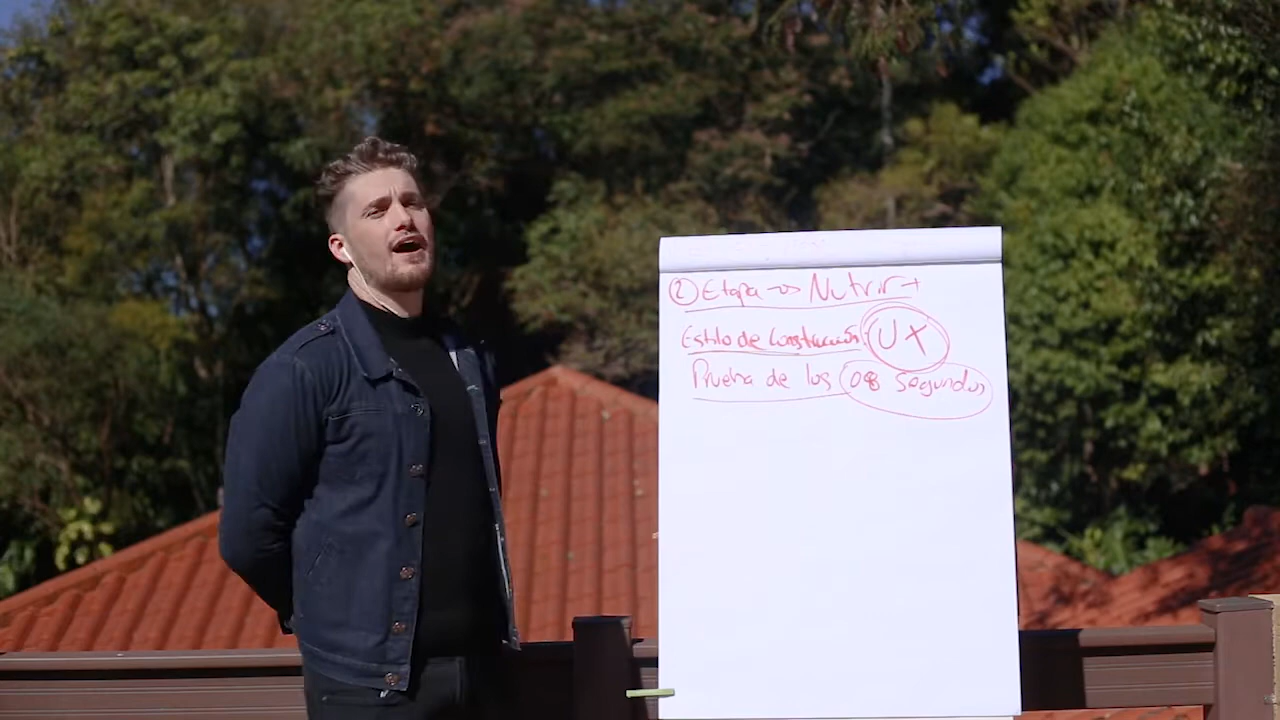 ② Etapa → Nutrir +
Estilo de construcción: UX
Prueba de los 08 segundos